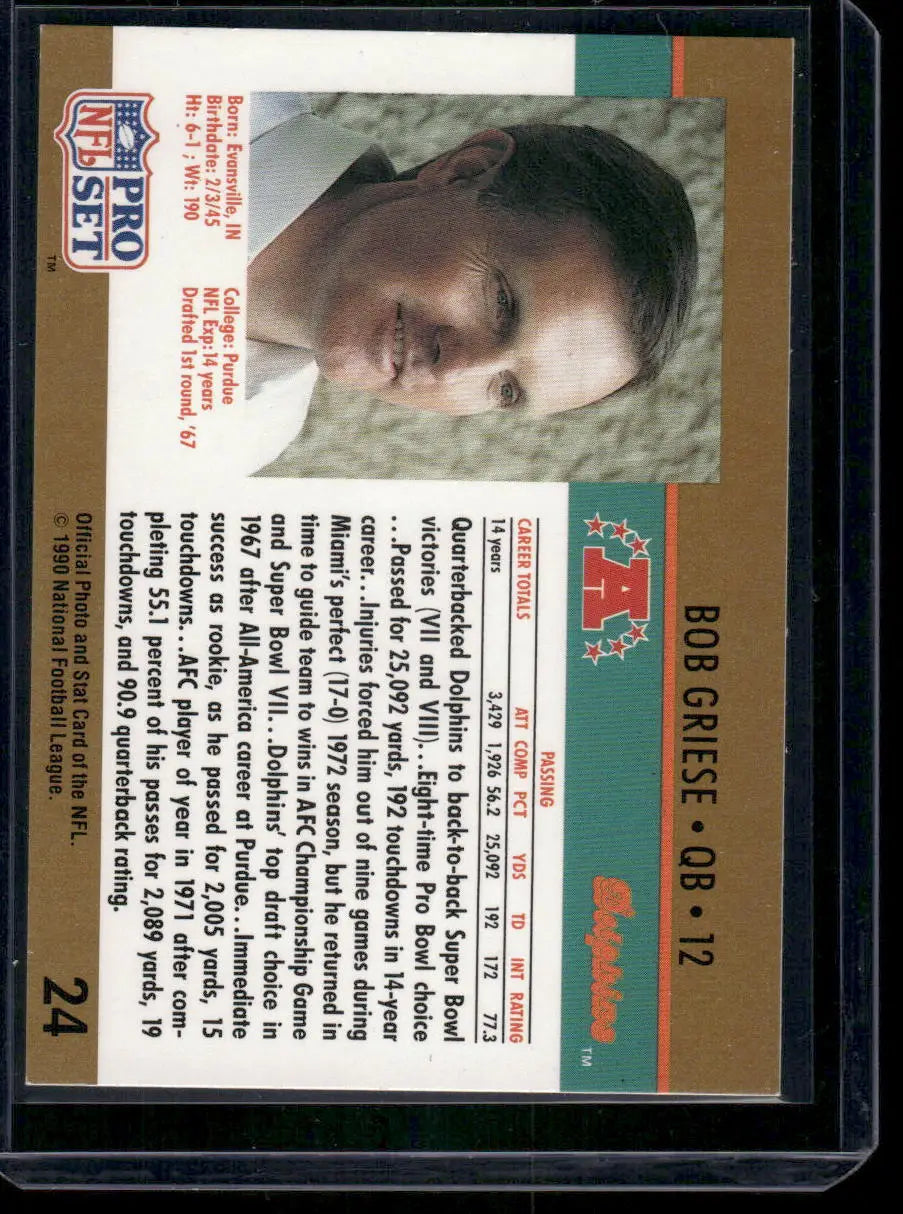 BOB GRIESE • QB • 12
A
Dolphins TM
PASSING
CAREER TOTALS ATT COMP PCT YDS TD INT RATING
14 years 3,429 1,926 56.2 25,092 192 172 77.3
Quarterbacked Dolphins to back-to-back Super Bowl
victories (VII and VIII)...Eight-time Pro Bowl choice
...Passed for 25,092 yards, 192 touchdowns in 14-year
career...Injuries forced him out of nine games during
Miami's perfect (17-0) 1972 season, but he returned in
time to guide team to wins in AFC Championship Game
and Super Bowl VII...Dolphins' top draft choice in
1967 after All-America career at Purdue...Immediate
success as rookie, as he passed for 2,005 yards, 15
touchdowns...AFC player of year in 1971 after com-
pleting 55.1 percent of his passes for 2,089 yards, 19
touchdowns, and 90.9 quarterback rating.
Born: Evansville, IN
Birthdate: 2/3/45
Ht: 6-1 ; Wt: 190
College: Purdue
NFL Exp:14 years
Drafted 1st round, '67
PRO
NFL SET
TM
Official Photo and Stat Card of the NFL.
© 1990 National Football League.
24